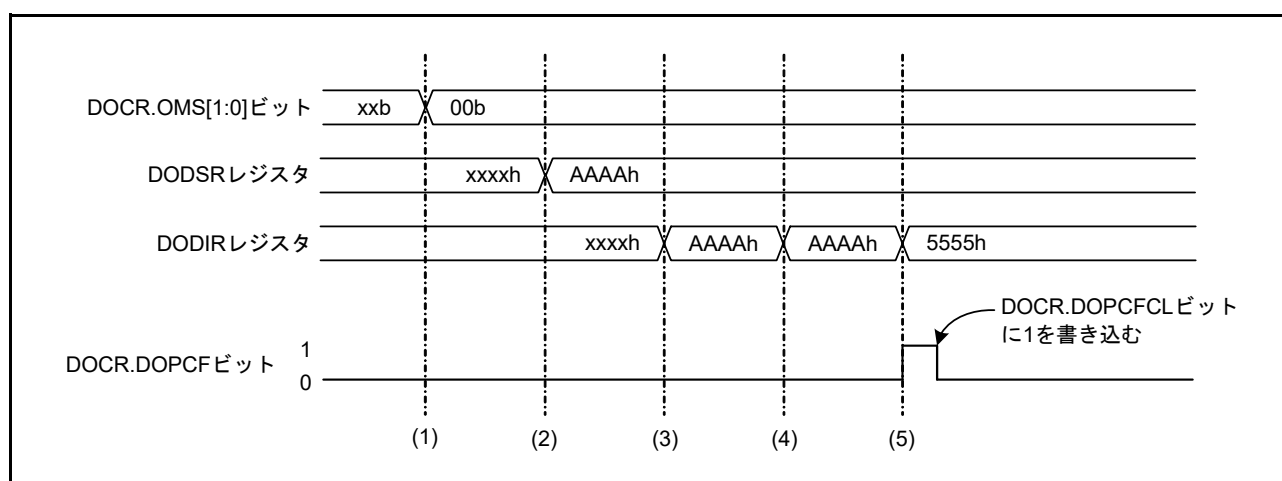 DOCR.OMS[1:0]ビット xxb 00b
DODSRレジスタ xxxxh AAAAh
DODIRレジスタ xxxxh AAAAh AAAAh 5555h
DOCR.DOPCFCLビット
に1を書き込む
DOCR.DOPCFビット 1
0
(1) (2) (3) (4) (5)